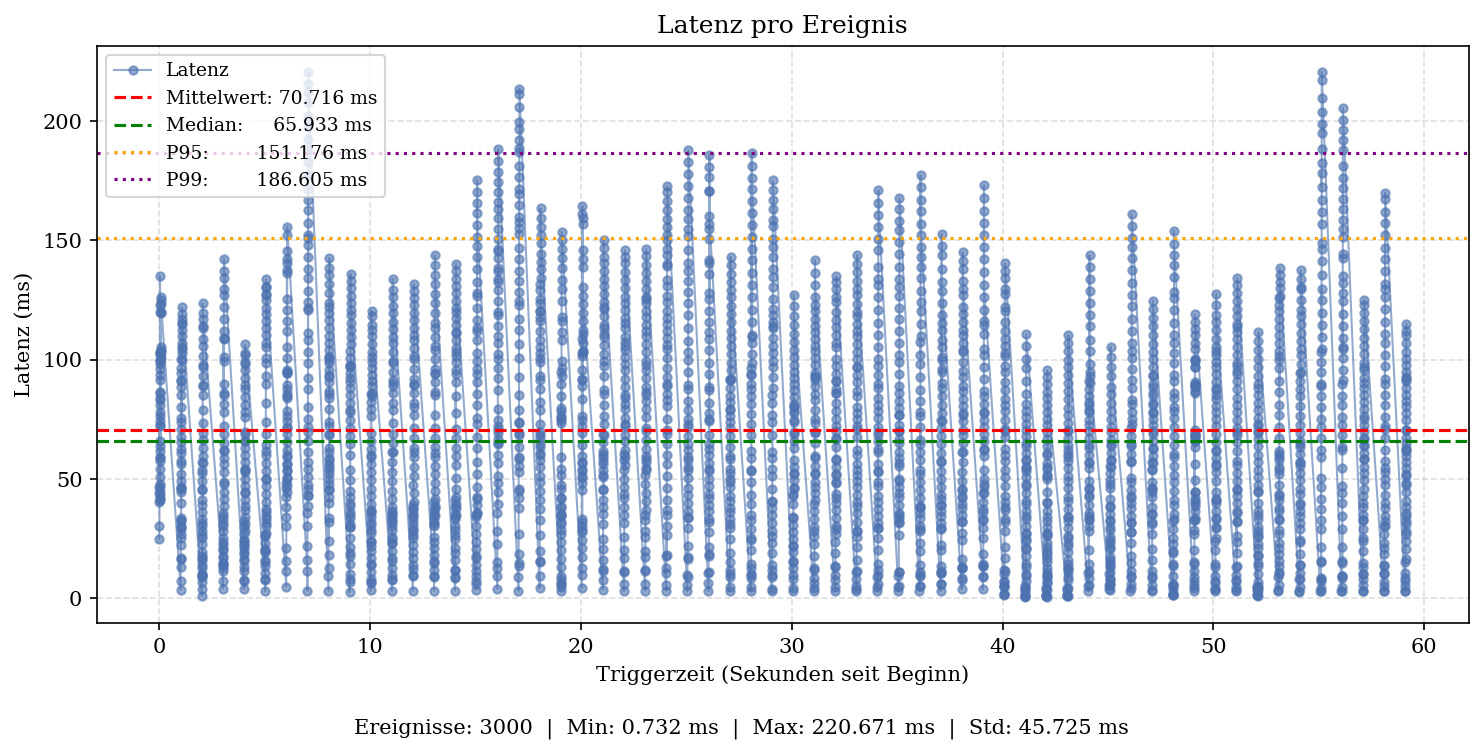 Latenz pro Ereignis
Latenz
Mittelwert: 70.716 ms
Median: 65.933 ms
P95: 151.176 ms
P99: 186.605 ms
Latenz (ms)
200
150
100
50
0
0 10 20 30 40 50 60
Triggerzeit (Sekunden seit Beginn)
Ereignisse: 3000 | Min: 0.732 ms | Max: 220.671 ms | Std: 45.725 ms